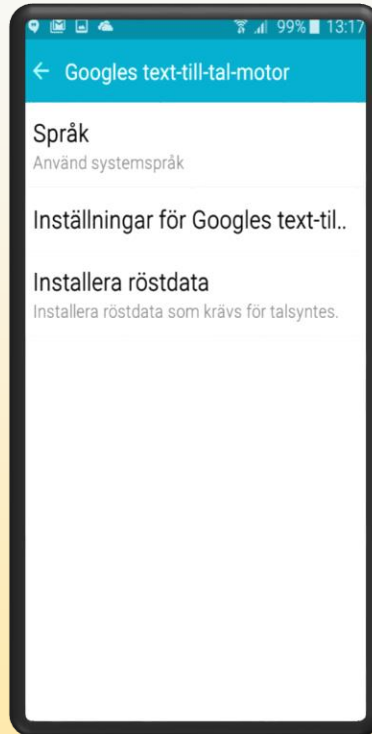 99% 13:17
Googles text-till-tal-motor
Språk
Använd systemspråk
Inställningar för Googles text-til..
Installera röstdata
Installera röstdata som krävs för talsyntes.